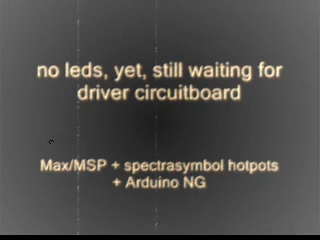 no leds, yet, still waiting for
driver circuitboard
Max/MSP + spectrasymbol hotpots
+ Arduino NG